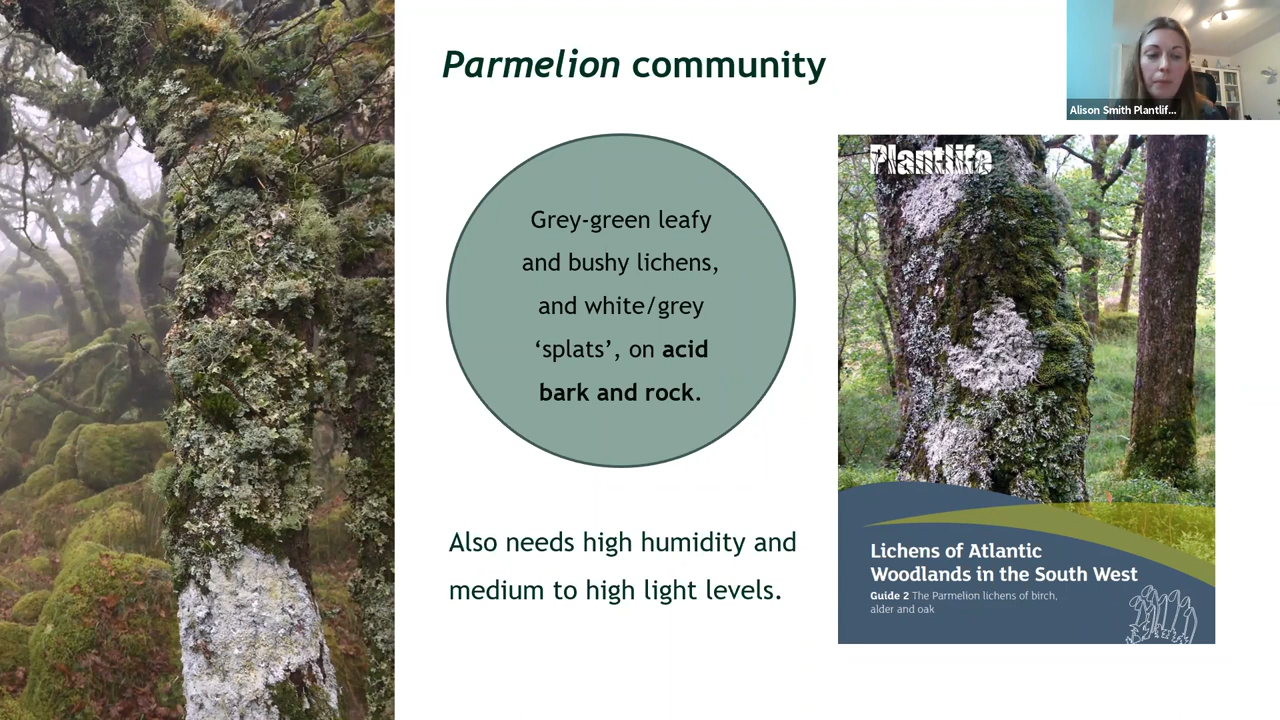 Parmelion community
Alison Smith Plantlif...
Grey-green leafy
and bushy lichens,
and white/grey
‘splats’, on acid
bark and rock.
Also needs high humidity and
medium to high light levels.
Plantlife
Lichens of Atlantic
Woodlands in the South West
Guide 2 The Parmelion lichens of birch,
alder and oak